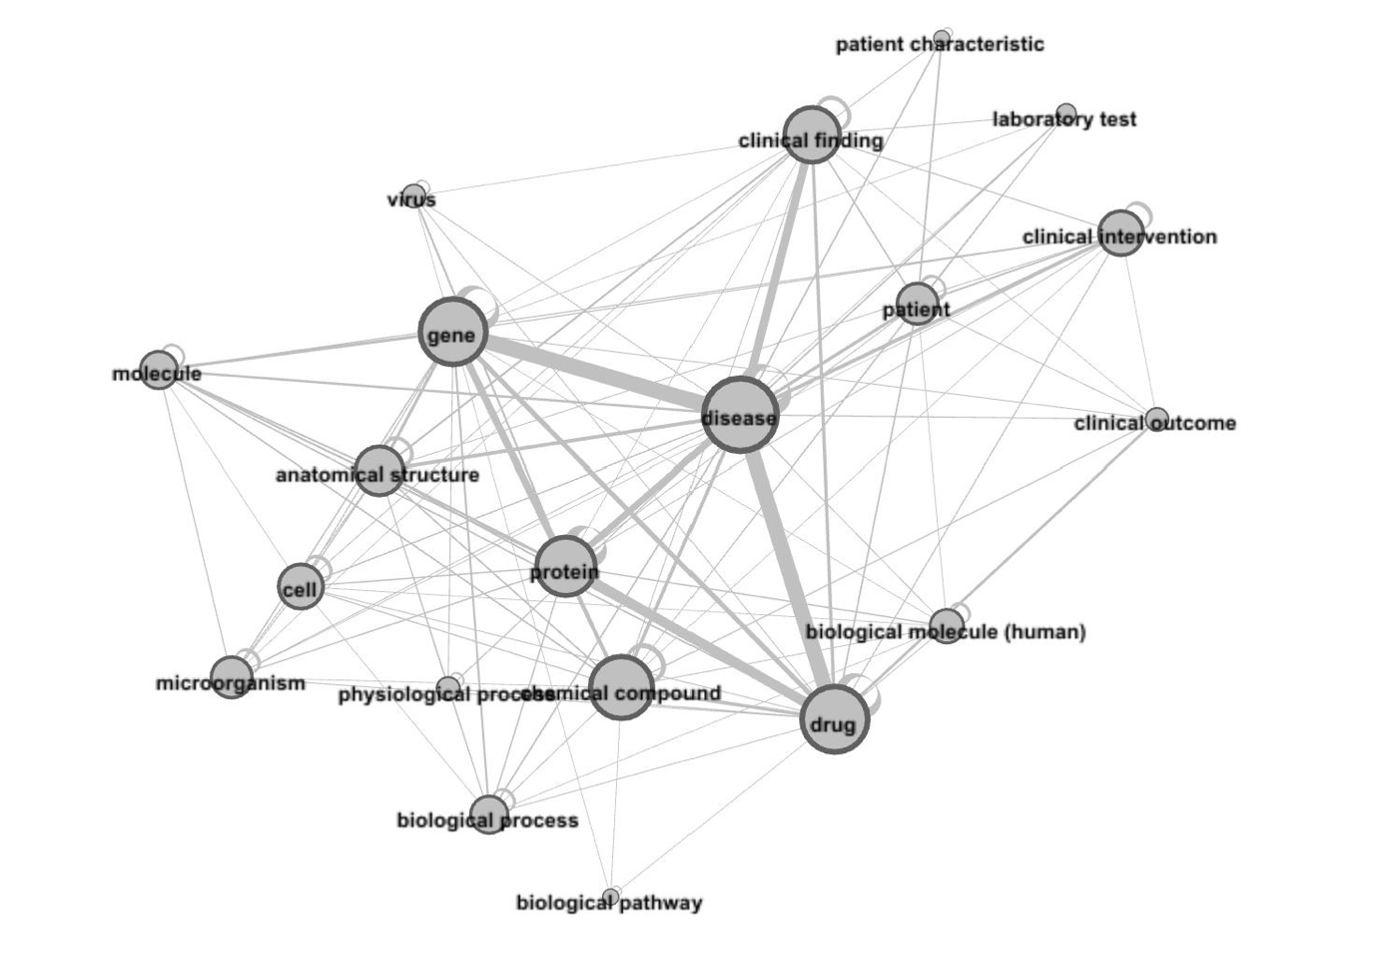 patient characteristic
laboratory test
clinical finding
virus
clinical intervention
patient
gene
molecule
disease
clinical outcome
anatomical structure
protein
cell
biological molecule (human)
microorganism
physiological process
chemical compound
drug
biological process
biological pathway